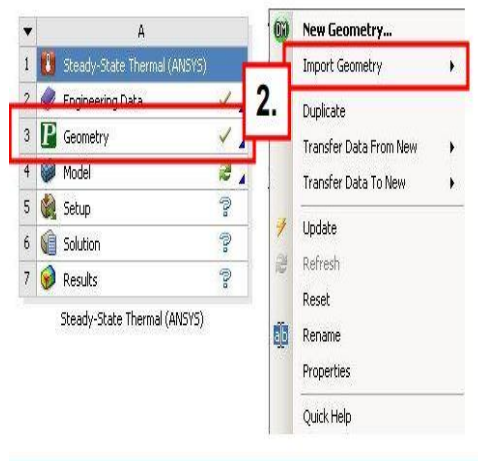 A
1 Steady-State Thermal (ANSYS)
2 Engineering Data
3 P Geometry
4 Model
5 Setup ?
6 Solution ?
7 Results ?
Steady-State Thermal (ANSYS)
2.
DM New Geometry...
Import Geometry
Duplicate
Transfer Data From New
Transfer Data To New
Update
Refresh
Reset
ab Rename
Properties
Quick Help